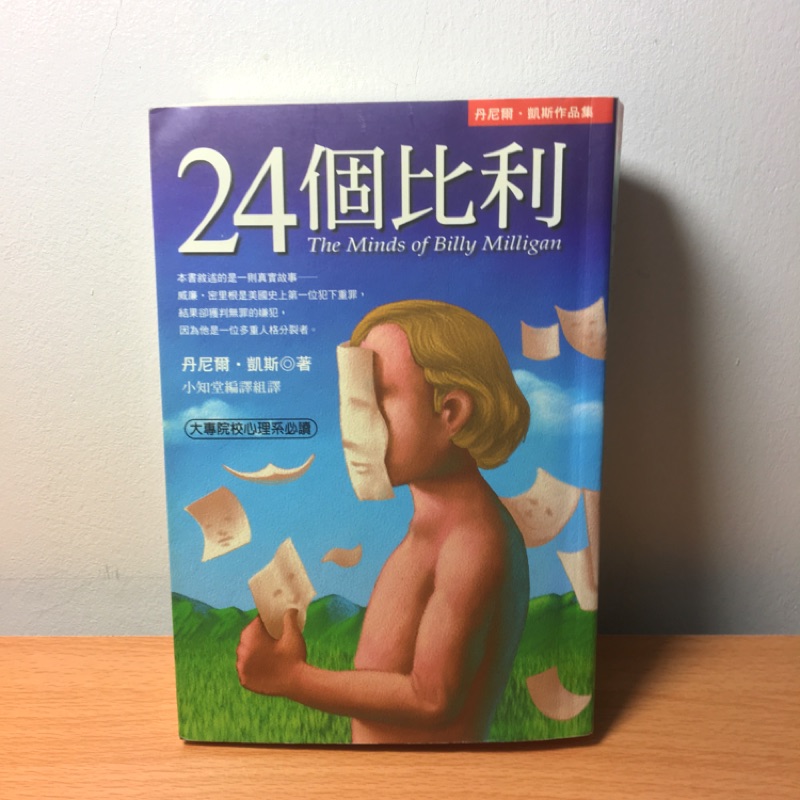 丹尼爾・凱斯作品集
24個比利
The Minds of Billy Milligan
本書敘述的是一則真實故事——
威廉・密里根是美國史上第一位犯下重罪，
結果卻獲判無罪的嫌犯，
因為他是一位多重人格分裂者。
丹尼爾・凱斯◎著
小知堂編譯組譯
大專院校心理系必讀